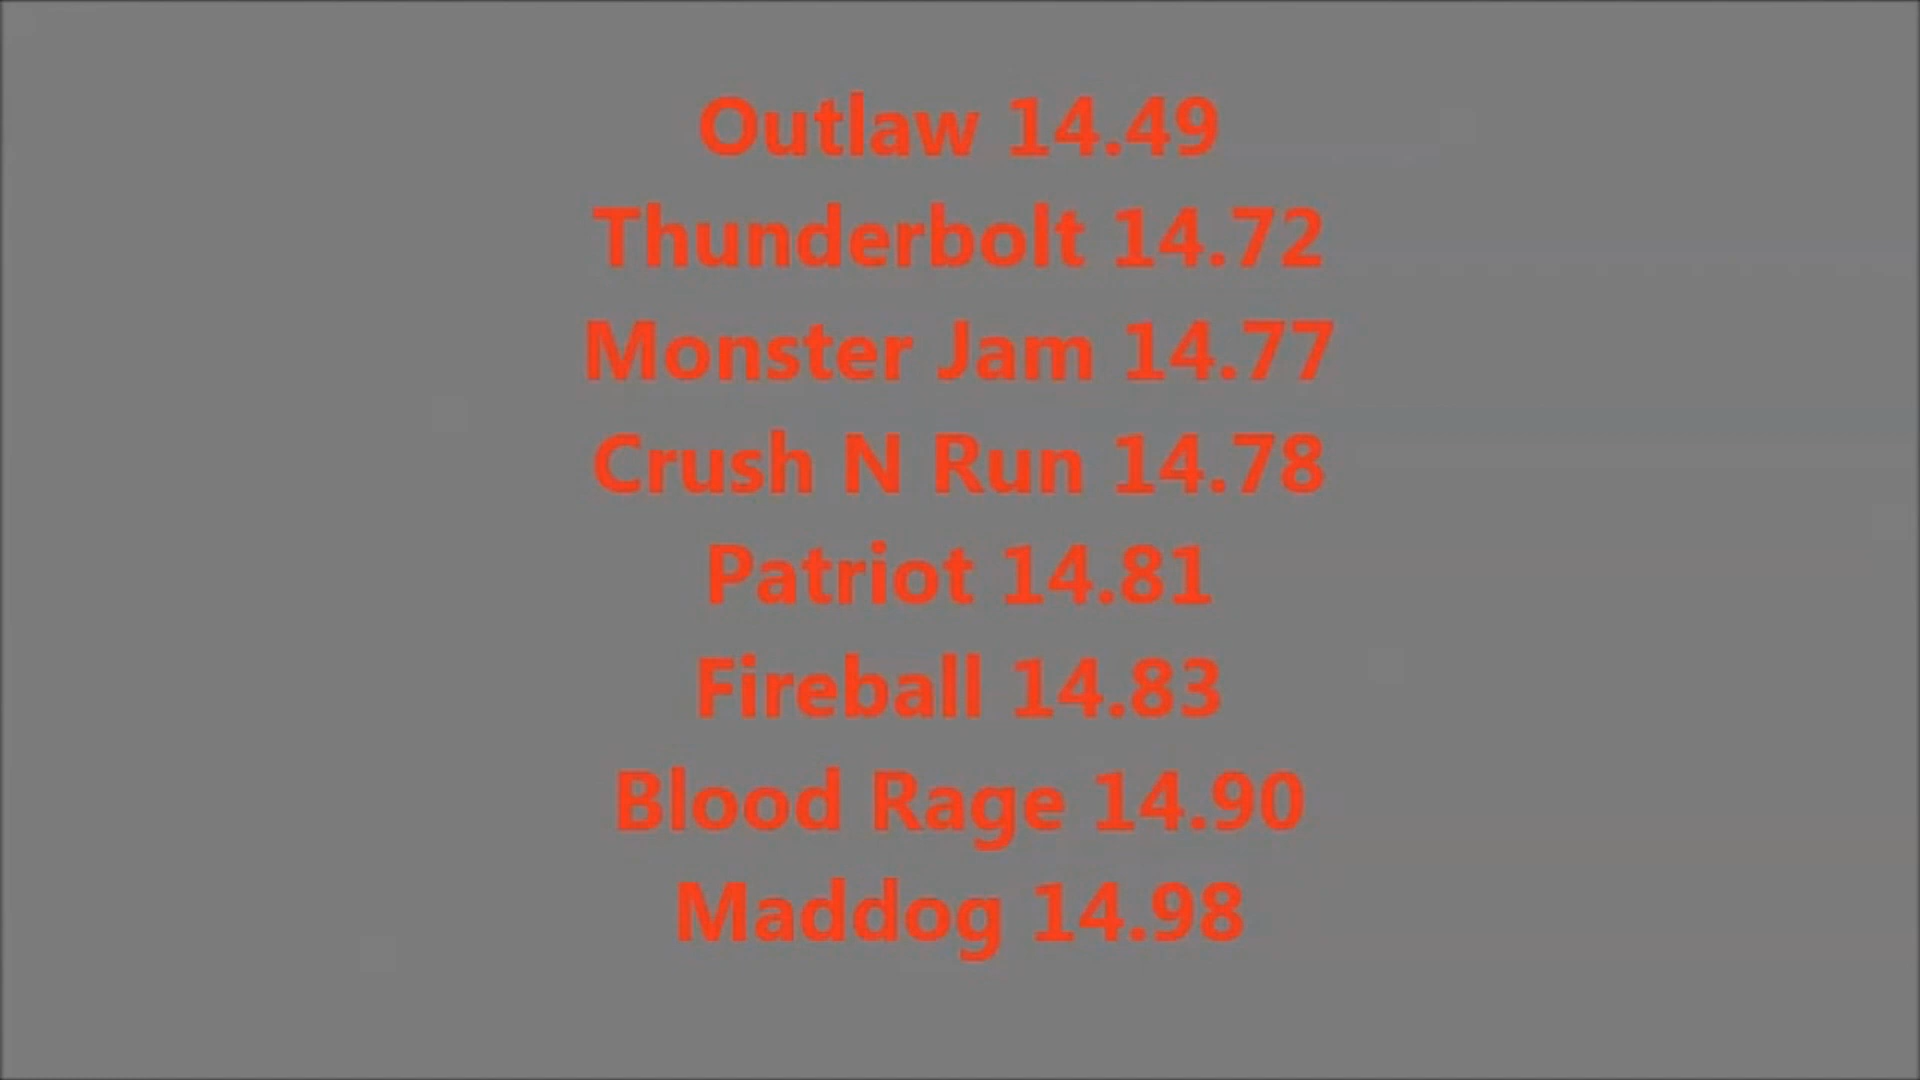 Outlaw 14.49
Thunderbolt 14.72
Monster Jam 14.77
Crush N Run 14.78
Patriot 14.81
Fireball 14.83
Blood Rage 14.90
Maddog 14.98